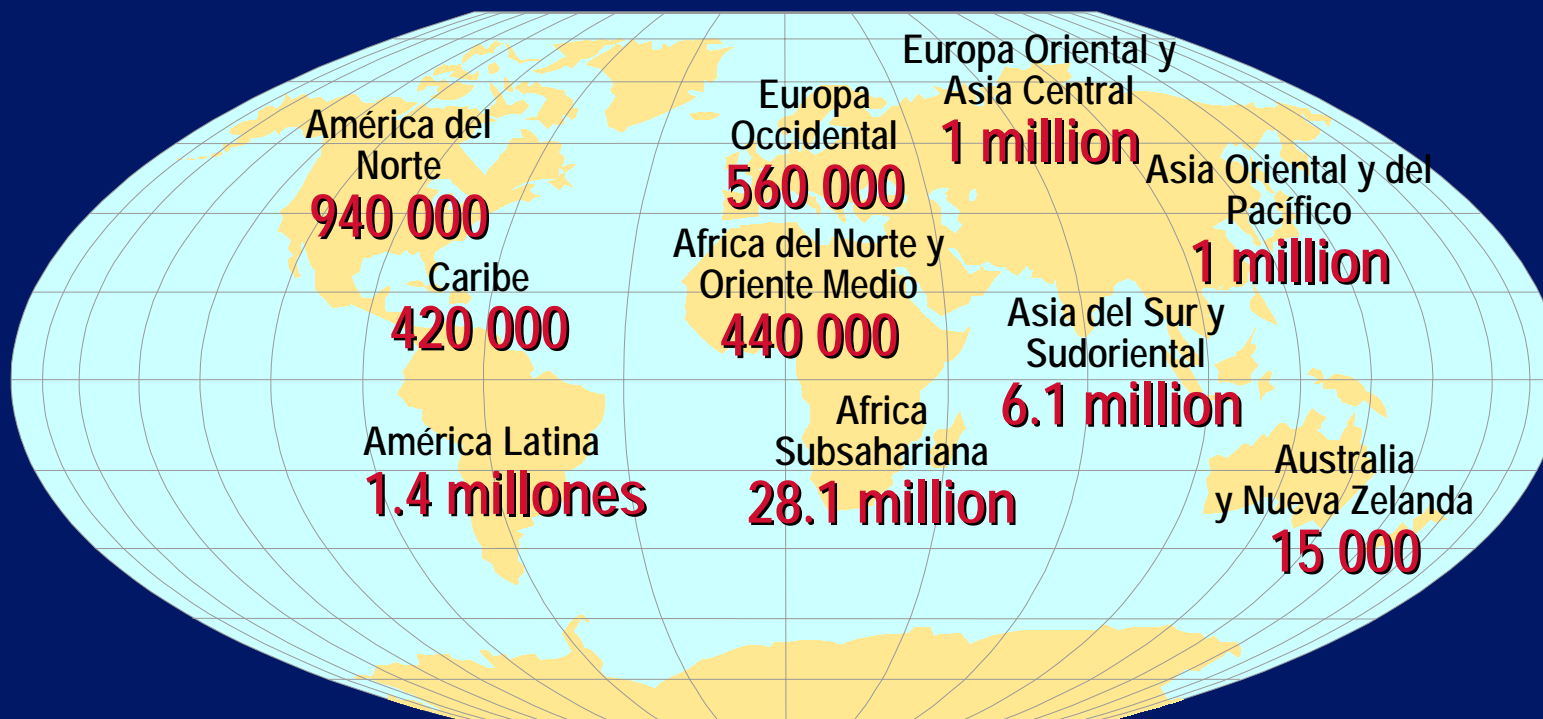 América del
Norte
940 000
Caribe
420 000
América Latina
1.4 millones
Europa
Occidental
560 000
Africa del Norte y
Oriente Medio
440 000
Africa
Subsahariana
28.1 million
Europa Oriental y
Asia Central
1 million
Asia Oriental y del
Pacífico
1 million
Asia del Sur y
Sudoriental
6.1 million
Australia
y Nueva Zelanda
15 000